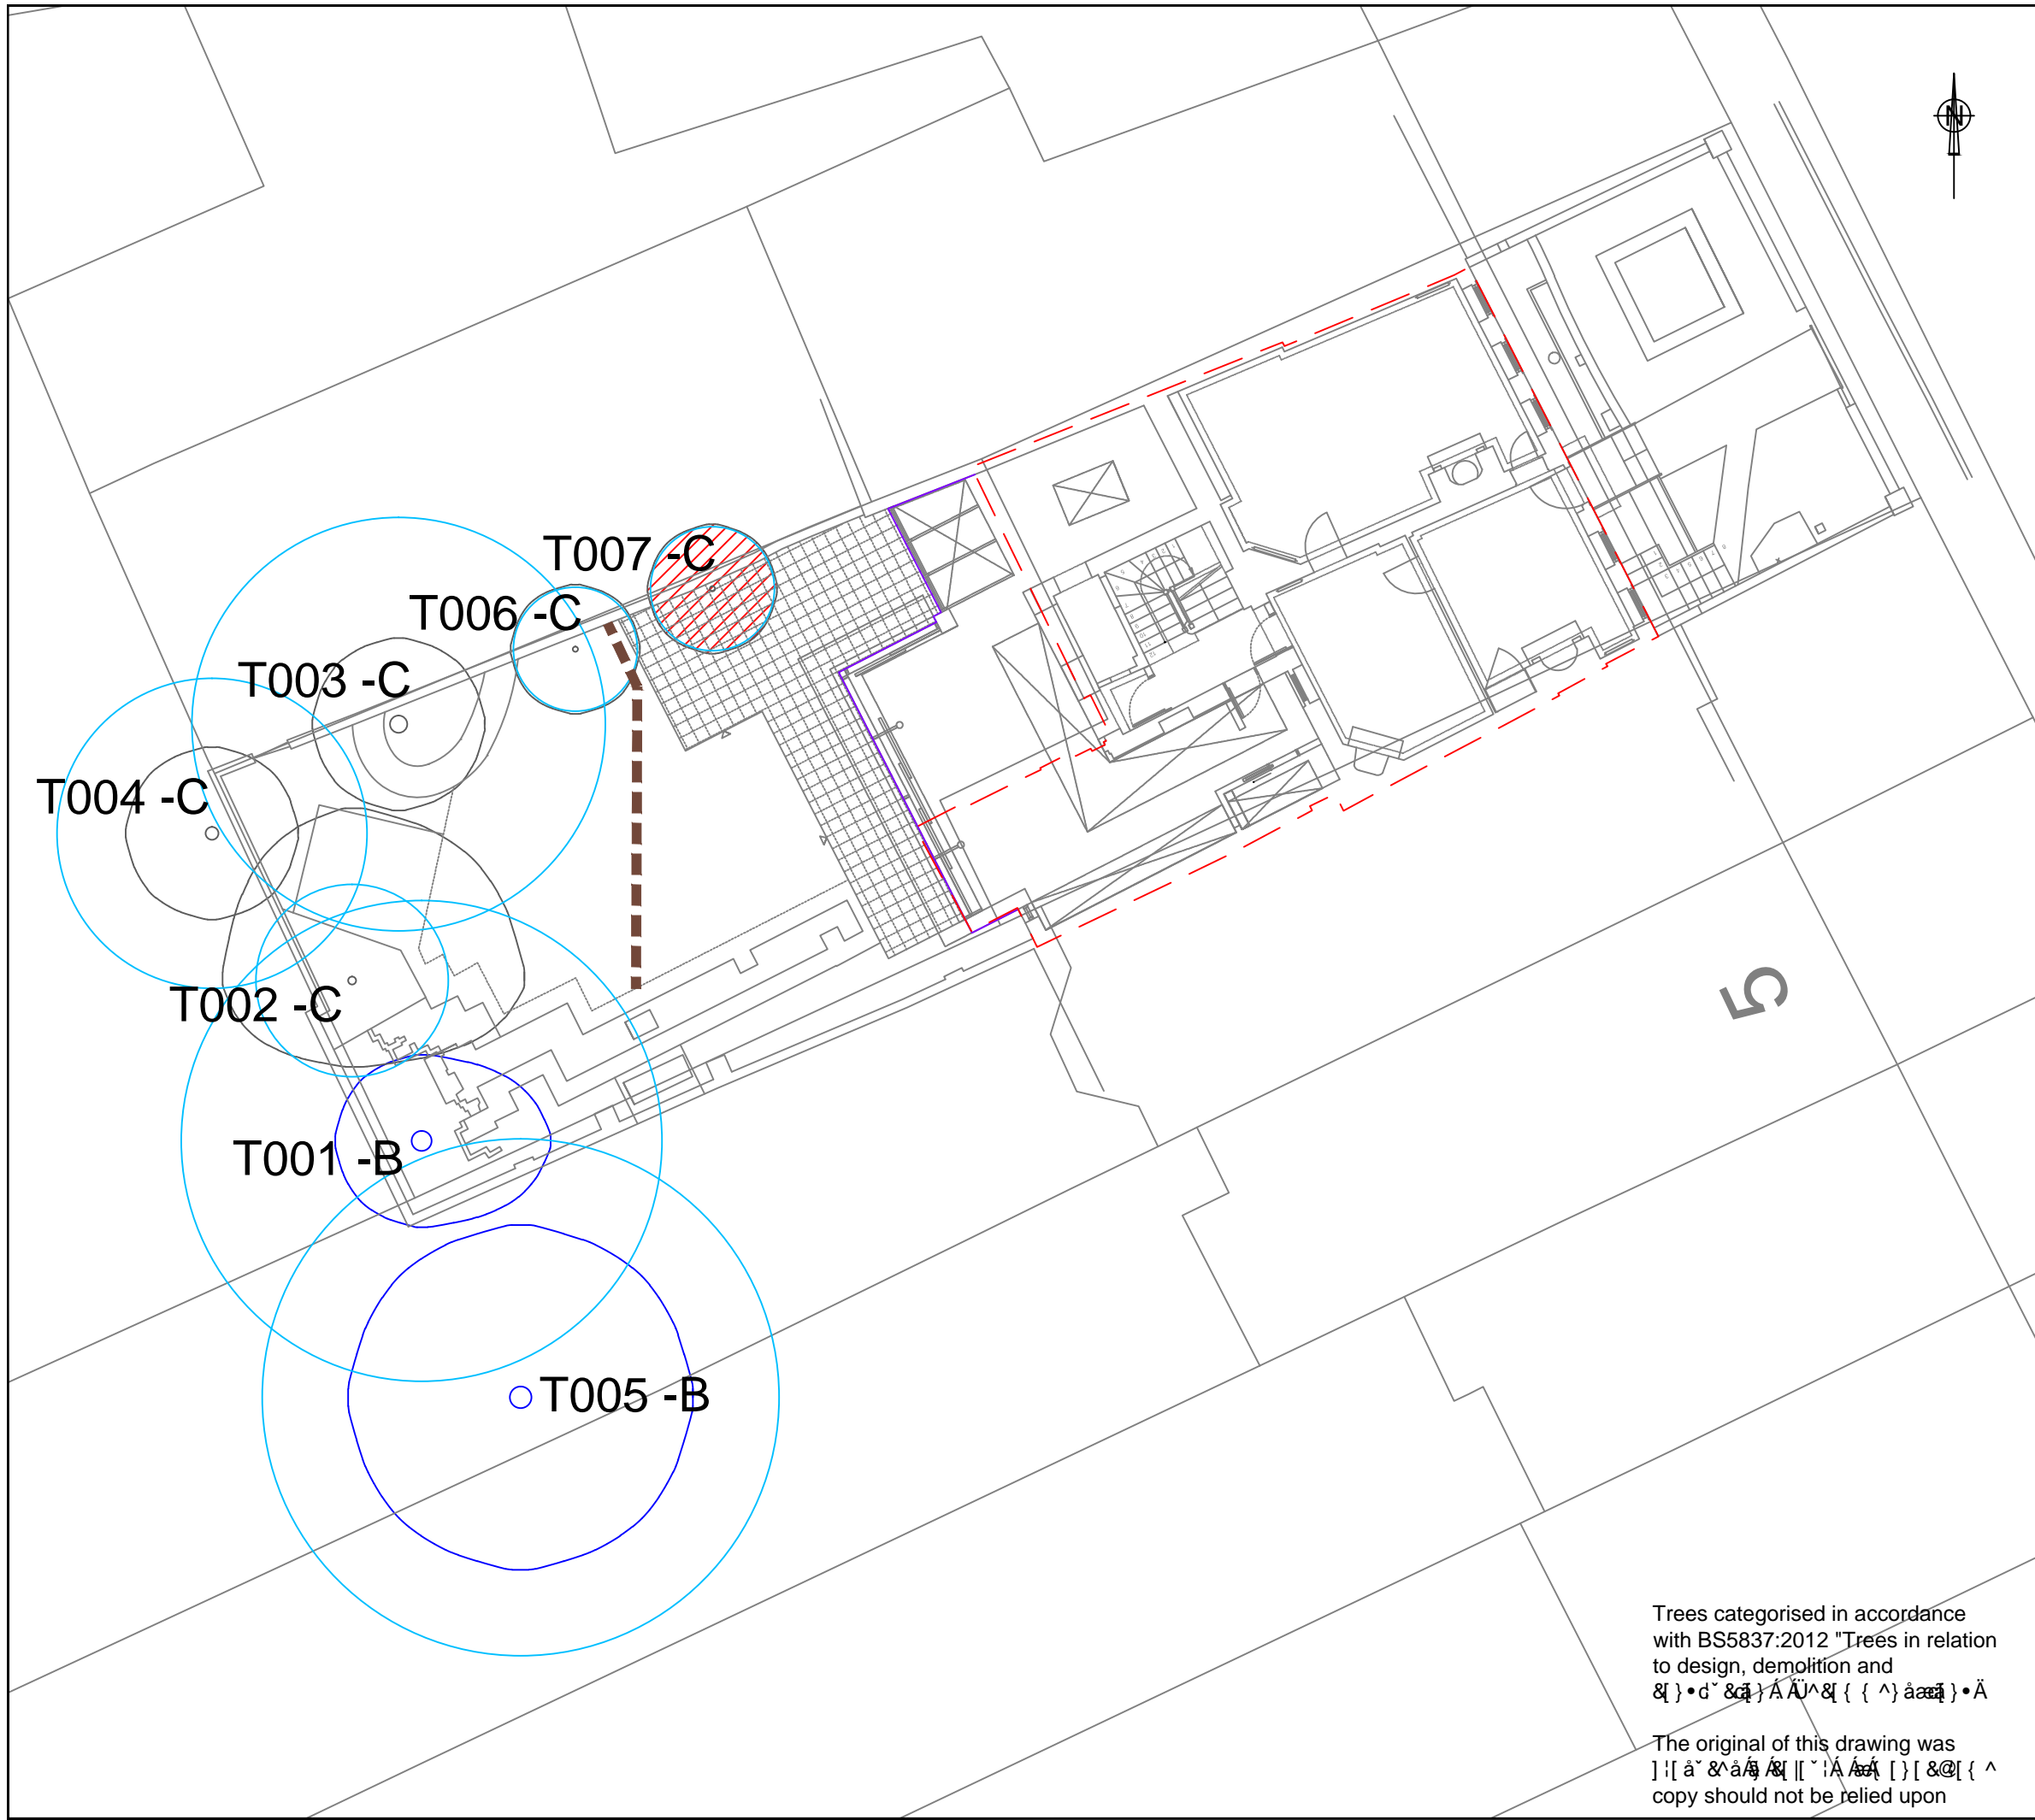 N
T007 -C
T006 -C
T003 -C
T004 -C
T002 -C
T001 -B
T005 -B
5
Trees categorised in accordance
with BS5837:2012 "Trees in relation
to design, demolition and
The original of this drawing was
copy should not be relied upon